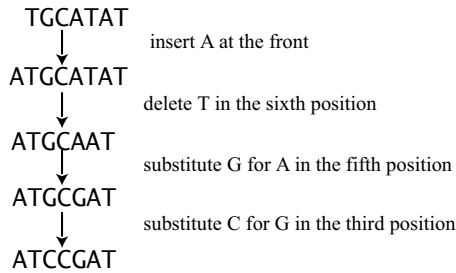 TGCATAT
insert A at the front
ATGCATAT
delete T in the sixth position
ATGCAAT
substitute G for A in the fifth position
ATGCGAT
substitute C for G in the third position
ATCCGAT